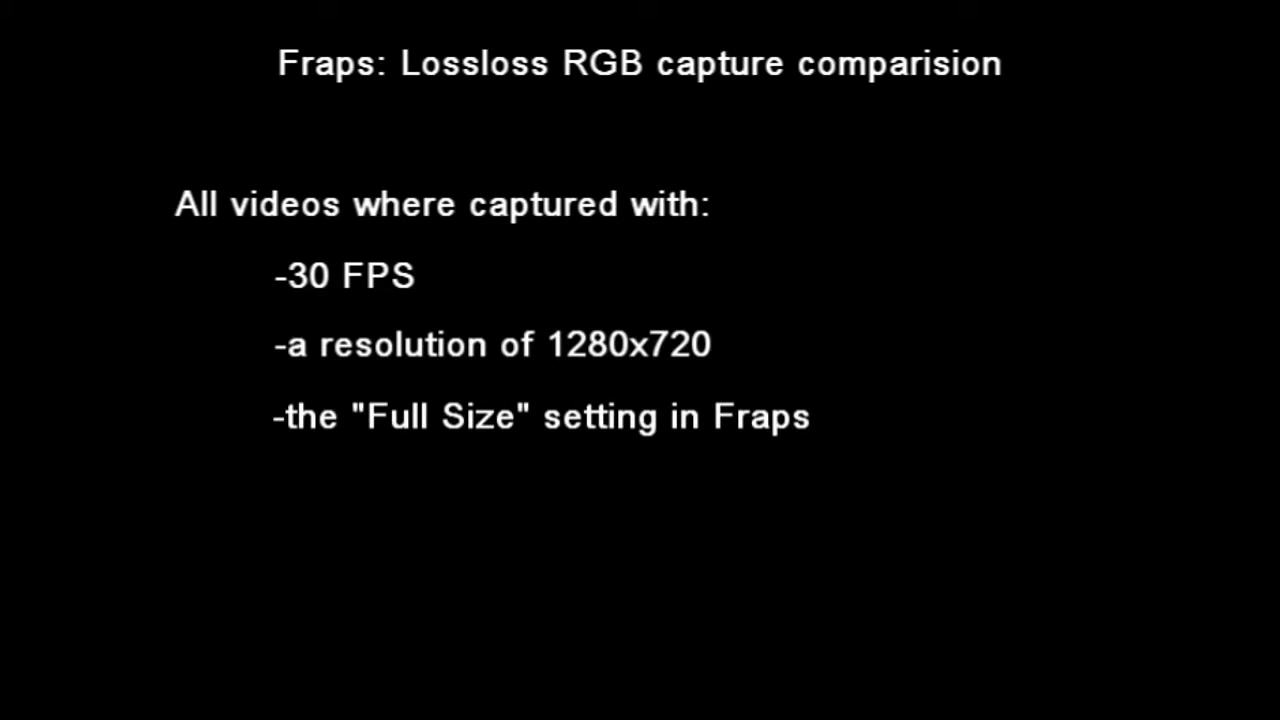 Fraps: Lossloss RGB capture comparision
All videos where captured with:
-30 FPS
-a resolution of 1280x720
-the "Full Size" setting in Fraps